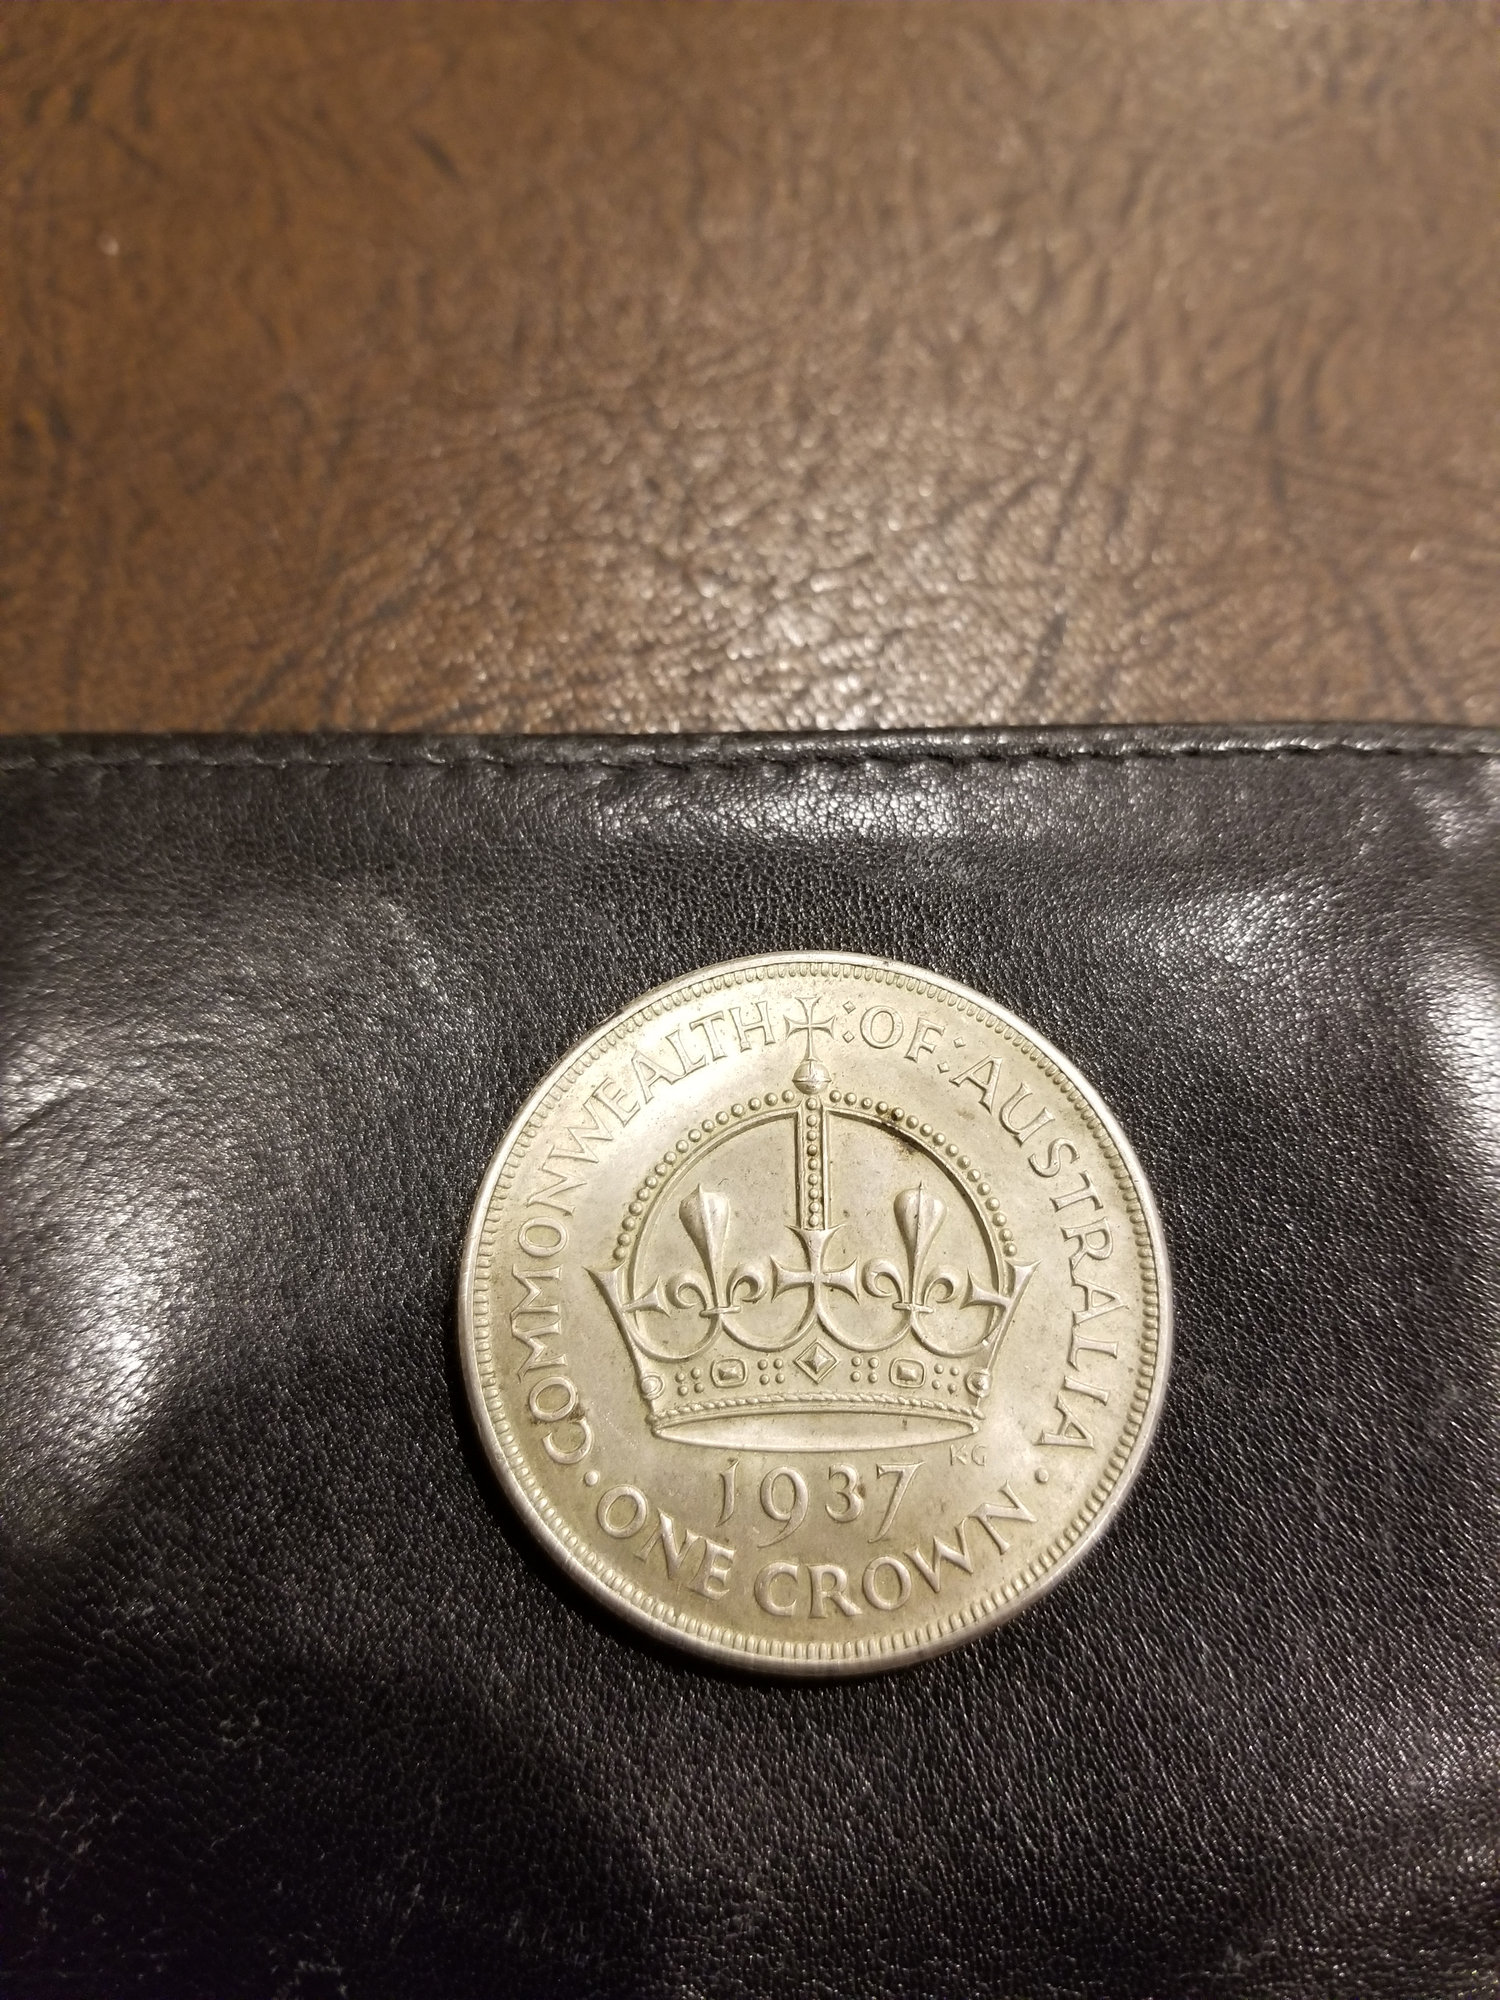 COMMONWEALTH :OF: AUSTRALIA
KG
1937
· ONE CROWN ·